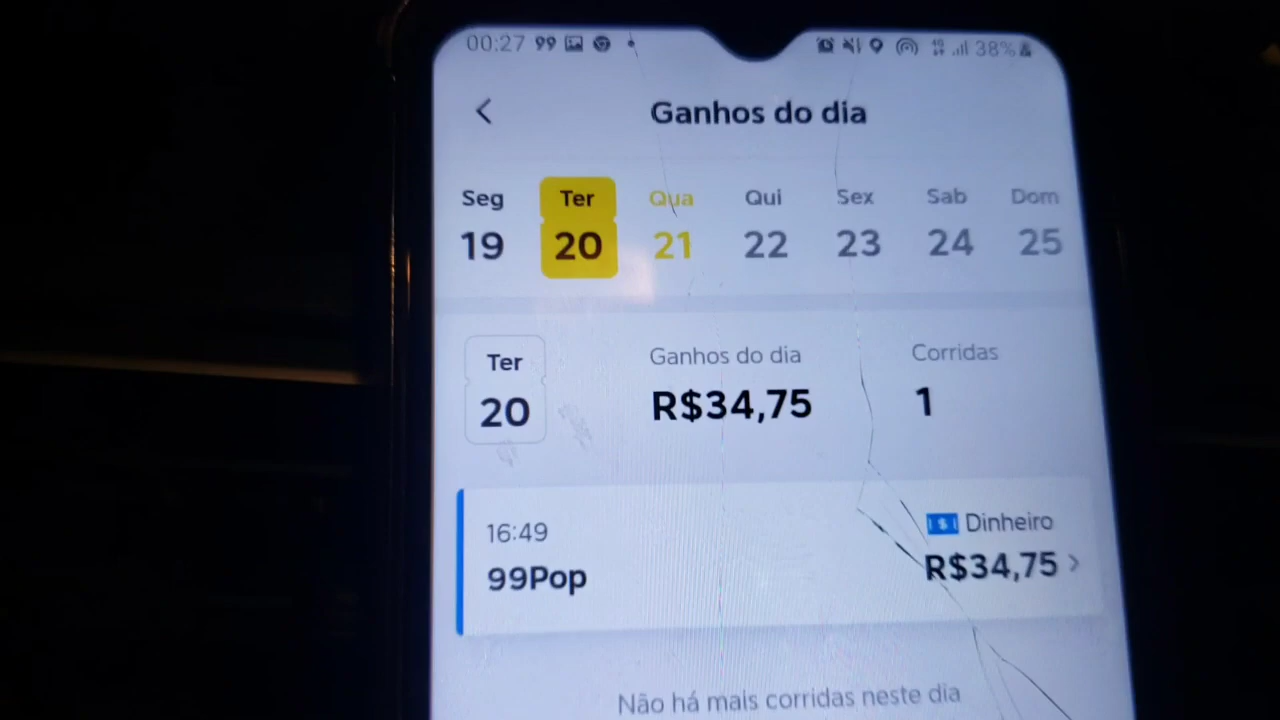 00:27 99 38%
Ganhos do dia
Seg Ter Qua Qui Sex Sab Dom
19 20 21 22 23 24 25
Ter Ganhos do dia Corridas
20 R$34,75 1
16:49 $ Dinheiro
99Pop R$34,75
Não há mais corridas neste dia